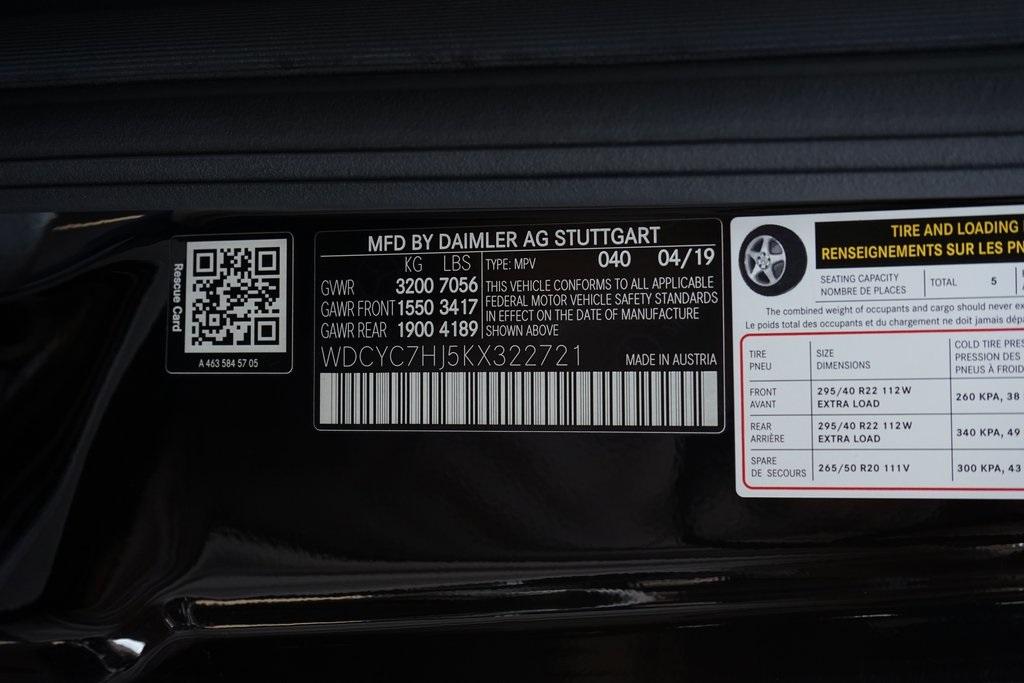 Rescue Card
A 463 584 57 05
MFD BY DAIMLER AG STUTTGART
KG LBS
GVWR 3200 7056
GAWR FRONT 1550 3417
GAWR REAR 1900 4189
TYPE: MPV 040 04/19
THIS VEHICLE CONFORMS TO ALL APPLICABLE
FEDERAL MOTOR VEHICLE SAFETY STANDARDS
IN EFFECT ON THE DATE OF MANUFACTURE
SHOWN ABOVE
WDCYC7HJ5KX322721
MADE IN AUSTRIA
TIRE AND LOADING
RENSEIGNEMENTS SUR LES PN
SEATING CAPACITY
NOMBRE DE PLACES
TOTAL 5
The combined weight of occupants and cargo should never ex
Le poids total des occupants et du chargement ne doit jamais dépa
TIRE
PNEU
SIZE
DIMENSIONS
COLD TIRE PRES
PRESSION DES
PNEUS À FROID
FRONT
AVANT
295/40 R22 112W
EXTRA LOAD
260 KPA, 38
REAR
ARRIÈRE
295/40 R22 112W
EXTRA LOAD
340 KPA, 49
SPARE
DE SECOURS
265/50 R20 111V
300 KPA, 43